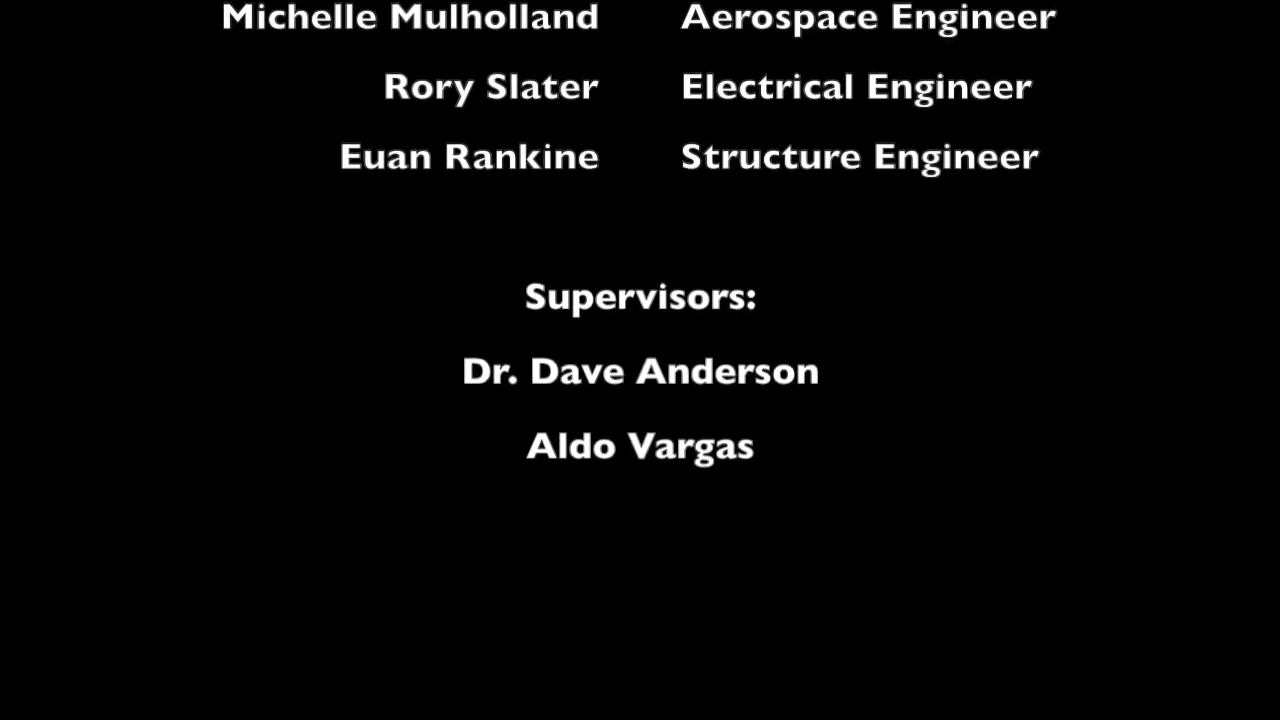 Michelle Mulholland Aerospace Engineer
Rory Slater Electrical Engineer
Euan Rankine Structure Engineer
Supervisors:
Dr. Dave Anderson
Aldo Vargas